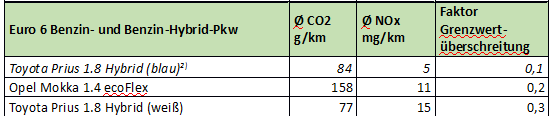 Euro 6 Benzin- und Benzin-Hybrid-Pkw Ø CO2 g/km Ø NOx mg/km Faktor Grenzwert-überschreitung
Toyota Prius 1.8 Hybrid (blau)²⁾ 84 5 0,1
Opel Mokka 1.4 ecoFlex 158 11 0,2
Toyota Prius 1.8 Hybrid (weiß) 77 15 0,3